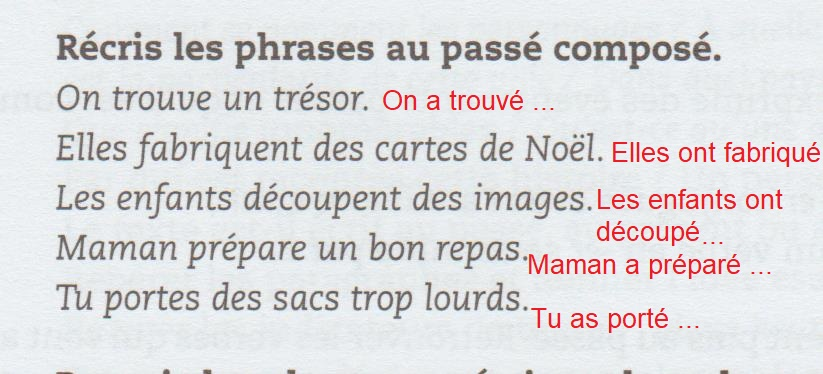 Récris les phrases au passé composé.
On trouve un trésor. On a trouvé ...
Elles fabriquent des cartes de Noël. Elles ont fabriqué
Les enfants découpent des images. Les enfants ont
découpé...
Maman prépare un bon repas. Maman a préparé ...
Tu portes des sacs trop lourds. Tu as porté ...